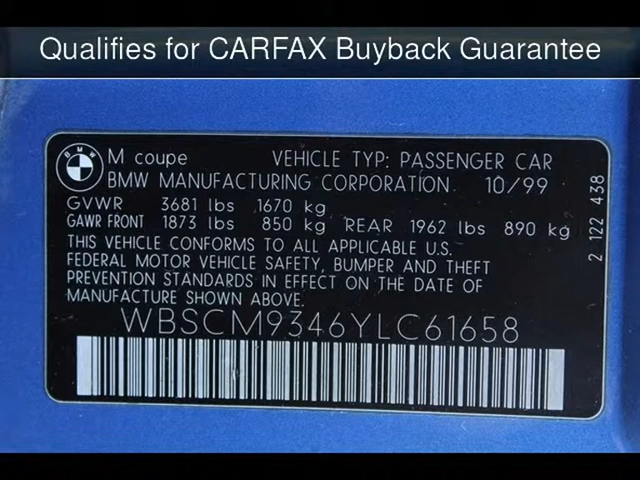 Qualifies for CARFAX Buyback Guarantee
BMW
M coupe VEHICLE TYP: PASSENGER CAR
BMW MANUFACTURING CORPORATION 10/99
GVWR 3681 lbs 1670 kg
GAWR FRONT 1873 lbs 850 kg REAR 1962 lbs 890 kg
THIS VEHICLE CONFORMS TO ALL APPLICABLE U.S.
FEDERAL MOTOR VEHICLE SAFETY, BUMPER AND THEFT
PREVENTION STANDARDS IN EFFECT ON THE DATE OF
MANUFACTURE SHOWN ABOVE.
WBSCM9346YLC61658
2 122 438